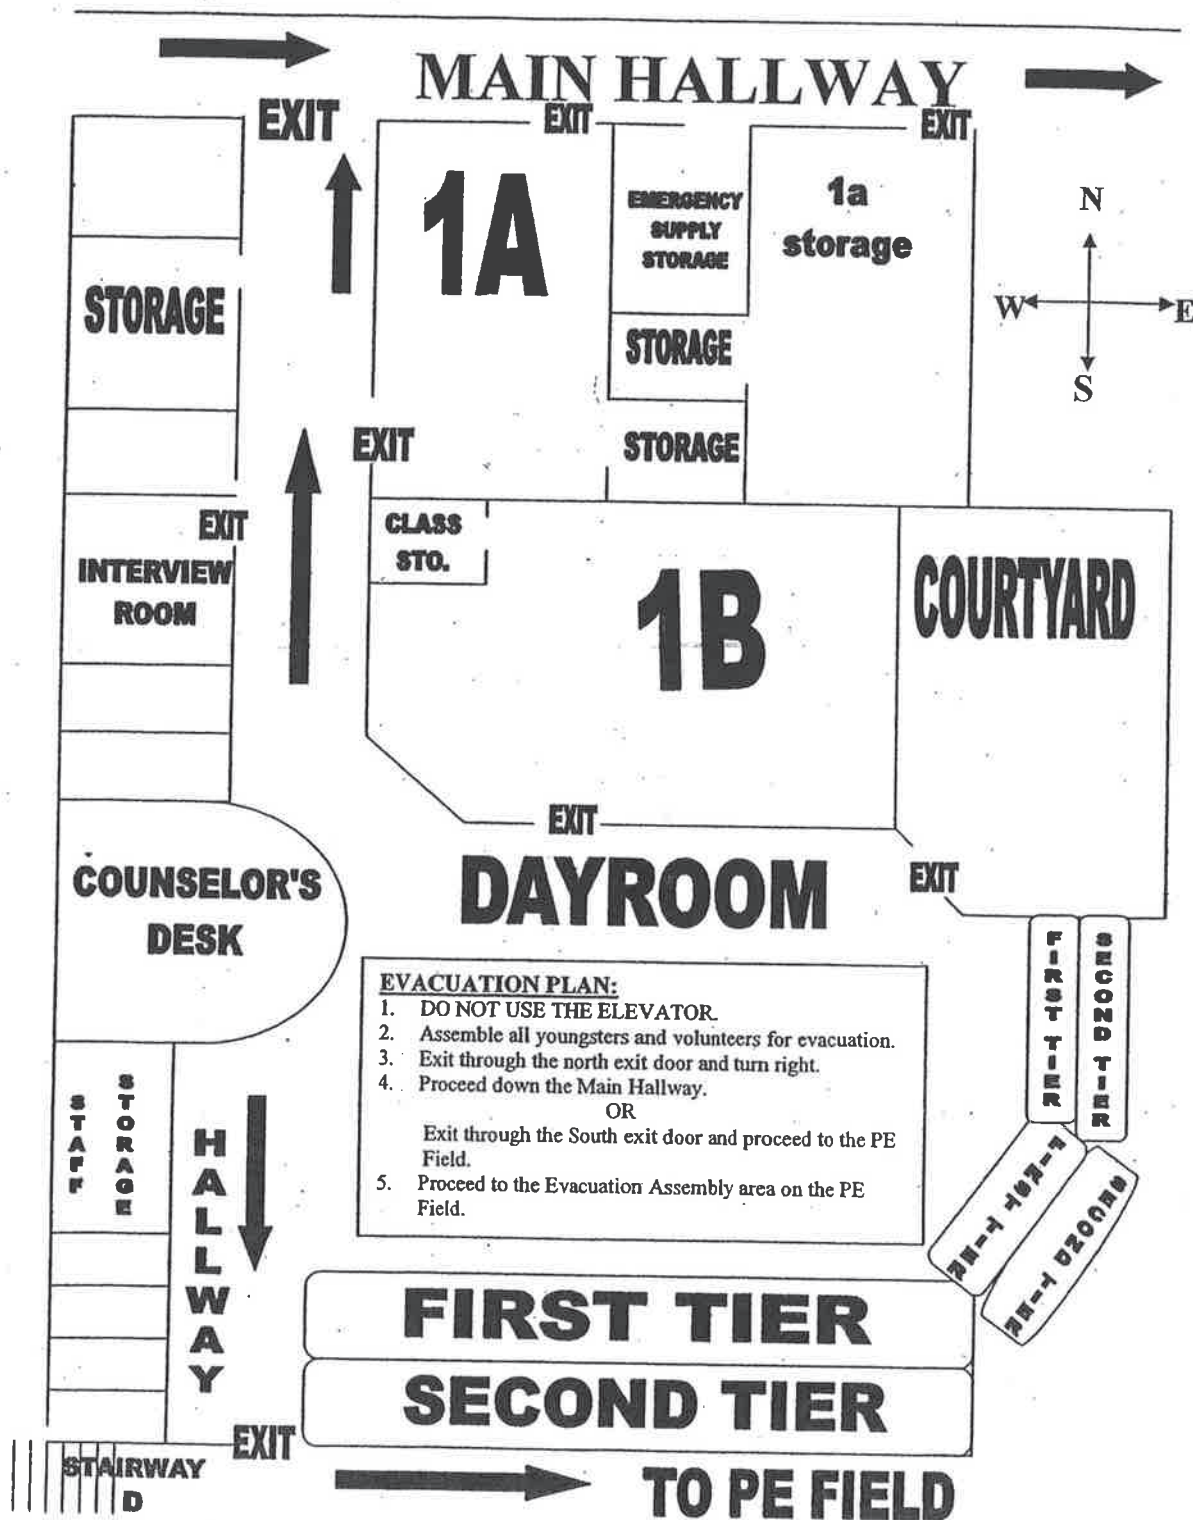 MAIN HALLWAY
EXIT
EXIT
EXIT
1A
EMERGENCY
SUPPLY
STORAGE
1a
storage
N
W
E
S
STORAGE
STORAGE
EXIT
STORAGE
EXIT
CLASS
STO.
INTERVIEW
ROOM
1B
COURTYARD
EXIT
DAYROOM
EXIT
COUNSELOR'S
DESK
EVACUATION PLAN:
1. DO NOT USE THE ELEVATOR.
2. Assemble all youngsters and volunteers for evacuation.
3. Exit through the north exit door and turn right.
4. Proceed down the Main Hallway.
OR
Exit through the South exit door and proceed to the PE
Field.
5. Proceed to the Evacuation Assembly area on the PE
Field.
FIRST TIER
SECOND TIER
FIRST TIER
SECOND TIER
STAFF
STORAGE
HALLWAY
FIRST TIER
SECOND TIER
EXIT
STAIRWAY
D
TO PE FIELD